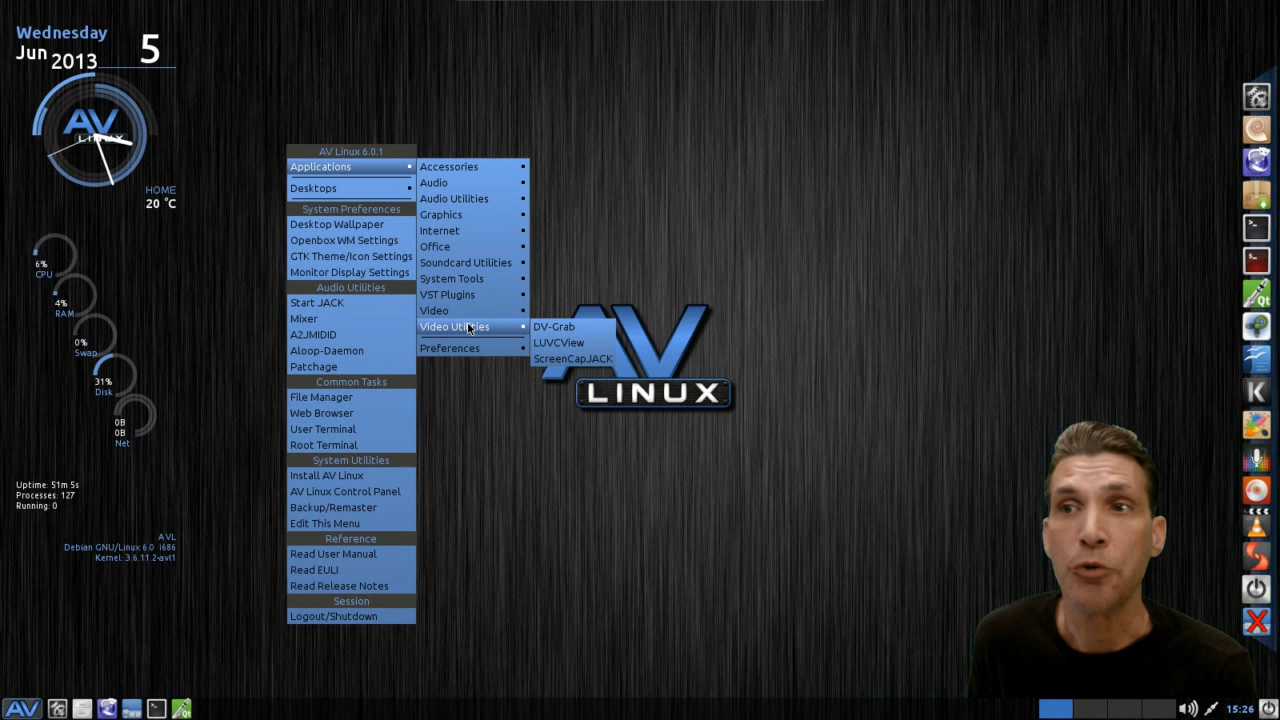 Wednesday
Jun 2013 5
AV
LINUX
HOME
20 °C
6%
CPU
4%
RAM
0%
Swap
31%
Disk
0B
0B
Net
Uptime: 51m 5s
Processes: 127
Running: 0
AVL
Debian GNU/Linux 6.0 i686
Kernel: 3.6.11.2-avl1
AV Linux 6.0.1
Applications
Desktops
System Preferences
Desktop Wallpaper
Openbox WM Settings
GTK Theme/Icon Settings
Monitor Display Settings
Audio Utilities
Start JACK
Mixer
A2JMIDID
Aloop-Daemon
Patchage
Common Tasks
File Manager
Web Browser
User Terminal
Root Terminal
System Utilities
Install AV Linux
AV Linux Control Panel
Backup/Remaster
Edit This Menu
Reference
Read User Manual
Read EULI
Read Release Notes
Session
Logout/Shutdown
Accessories
Audio
Audio Utilities
Graphics
Internet
Office
Soundcard Utilities
System Tools
VST Plugins
Video
Video Utilities
Preferences
DV-Grab
LUVCView
ScreenCapJACK
AV
LINUX
Qt
K
AV
Qt
15:26